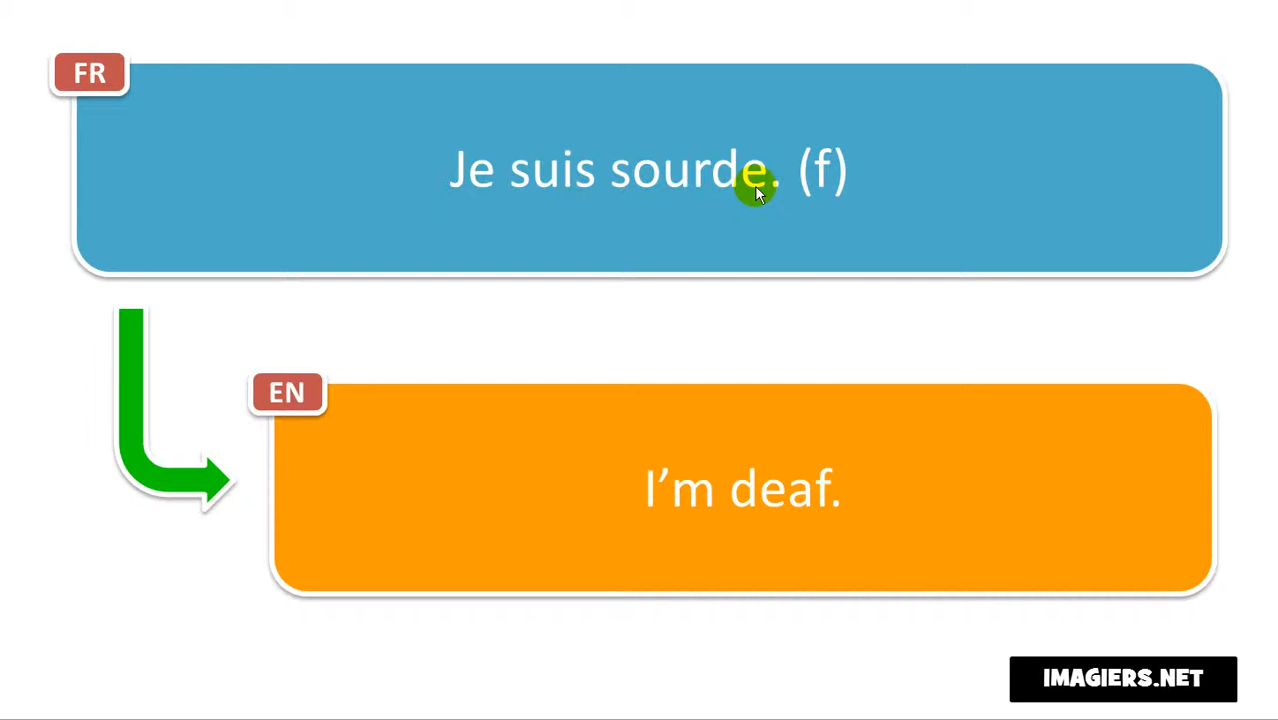 FR
Je suis sourde. (f)
EN
I’m deaf.
IMAGIERS.NET